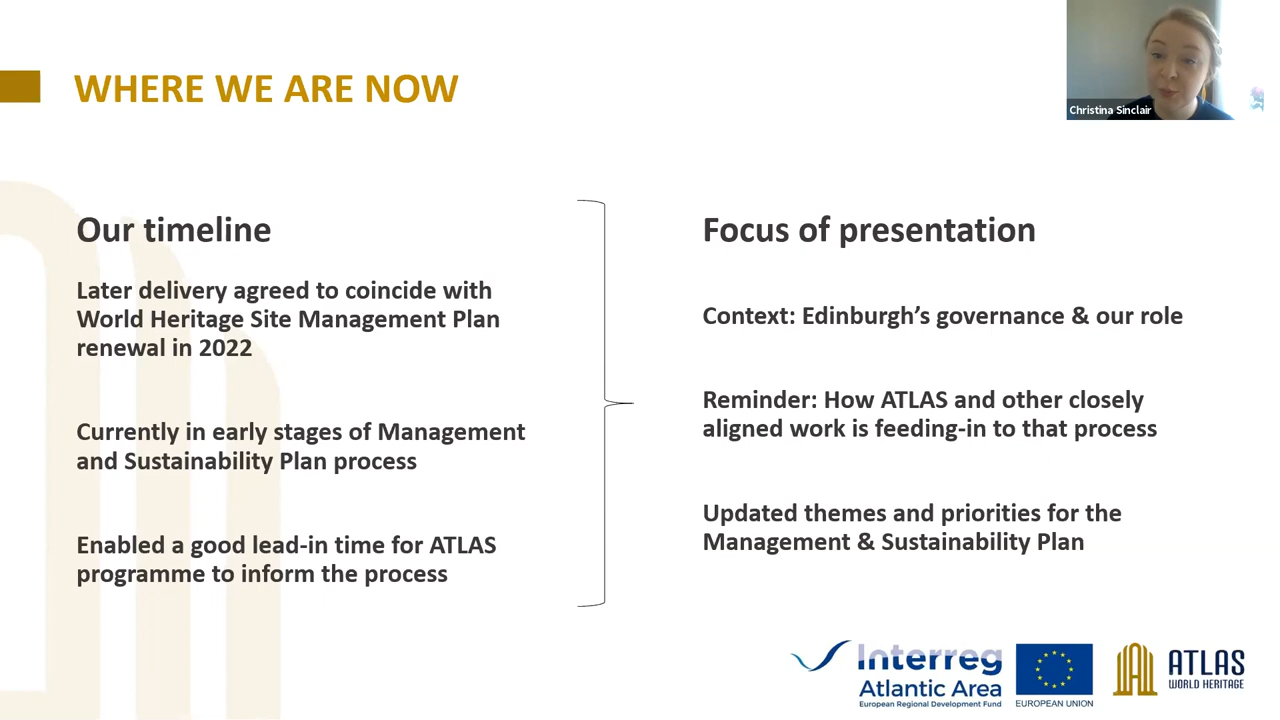 WHERE WE ARE NOW
Christina Sinclair
Our timeline
Later delivery agreed to coincide with
World Heritage Site Management Plan
renewal in 2022
Currently in early stages of Management
and Sustainability Plan process
Enabled a good lead-in time for ATLAS
programme to inform the process
Focus of presentation
Context: Edinburgh’s governance & our role
Reminder: How ATLAS and other closely
aligned work is feeding-in to that process
Updated themes and priorities for the
Management & Sustainability Plan
Interreg
Atlantic Area
European Regional Development Fund
EUROPEAN UNION
ATLAS
WORLD HERITAGE